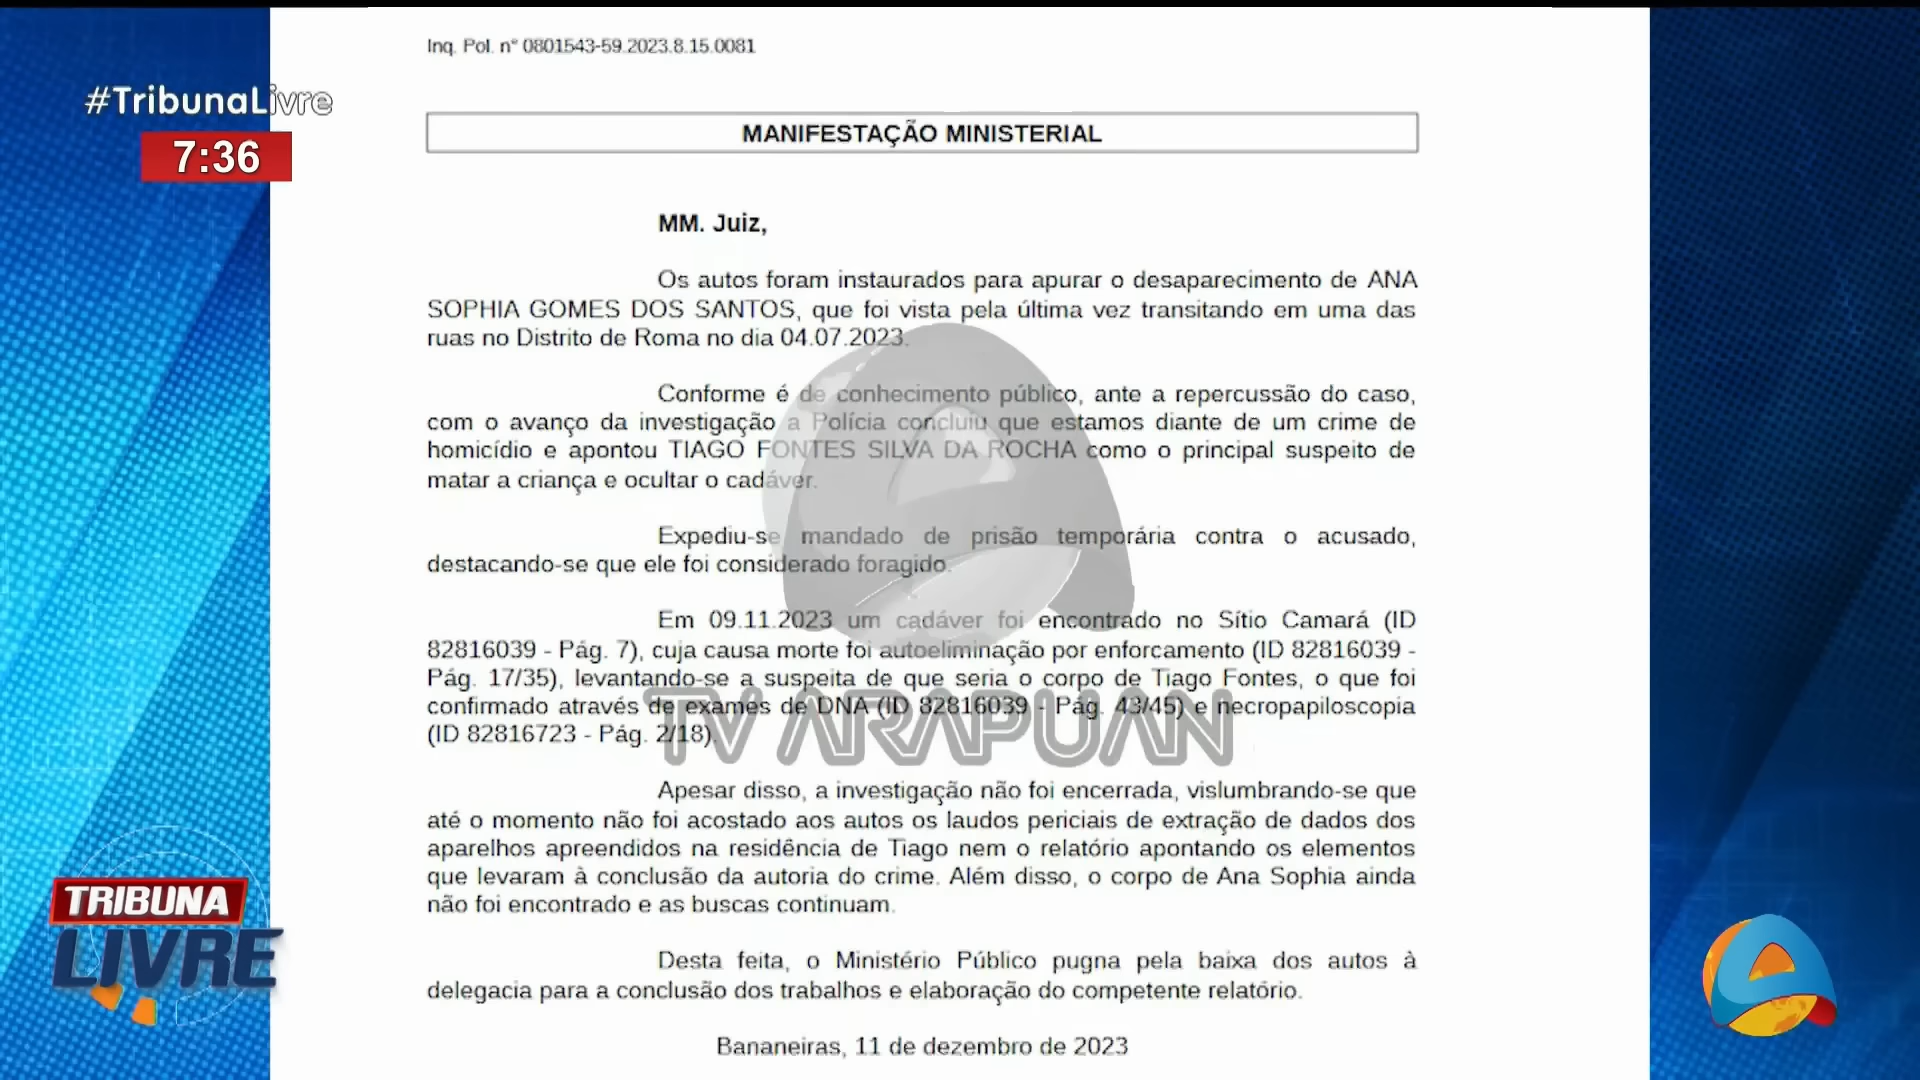 Inq. Pol. n° 0801543-59.2023.8.15.0081
#TribunaLivre
7:36
MANIFESTAÇÃO MINISTERIAL
MM. Juiz,
Os autos foram instaurados para apurar o desaparecimento de ANA
SOPHIA GOMES DOS SANTOS, que foi vista pela última vez transitando em uma das
ruas no Distrito de Roma no dia 04.07.2023.
Conforme é de conhecimento público, ante a repercussão do caso,
com o avanço da investigação a Polícia concluiu que estamos diante de um crime de
homicídio e apontou TIAGO FONTES SILVA DA ROCHA como o principal suspeito de
matar a criança e ocultar o cadáver.
Expediu-se mandado de prisão temporária contra o acusado,
destacando-se que ele foi considerado foragido.
Em 09.11.2023 um cadáver foi encontrado no Sítio Camará (ID
82816039 - Pág. 7), cuja causa morte foi autoeliminação por enforcamento (ID 82816039 -
Pág. 17/35), levantando-se a suspeita de que seria o corpo de Tiago Fontes, o que foi
confirmado através de exames de DNA (ID 82816039 - Pág. 43/45) e necropapiloscopia
(ID 82816723 - Pág. 2/18).
TV ARAPUAN
Apesar disso, a investigação não foi encerrada, vislumbrando-se que
até o momento não foi acostado aos autos os laudos periciais de extração de dados dos
aparelhos apreendidos na residência de Tiago nem o relatório apontando os elementos
que levaram à conclusão da autoria do crime. Além disso, o corpo de Ana Sophia ainda
não foi encontrado e as buscas continuam.
TRIBUNA
LIVRE
Desta feita, o Ministério Público pugna pela baixa dos autos à
delegacia para a conclusão dos trabalhos e elaboração do competente relatório.
Bananeiras, 11 de dezembro de 2023